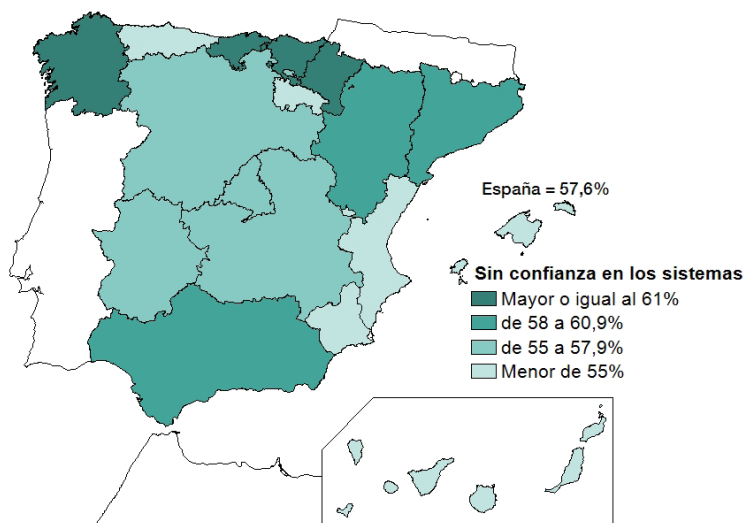 España = 57,6%
Sin confianza en los sistemas
Mayor o igual al 61%
de 58 a 60,9%
de 55 a 57,9%
Menor de 55%